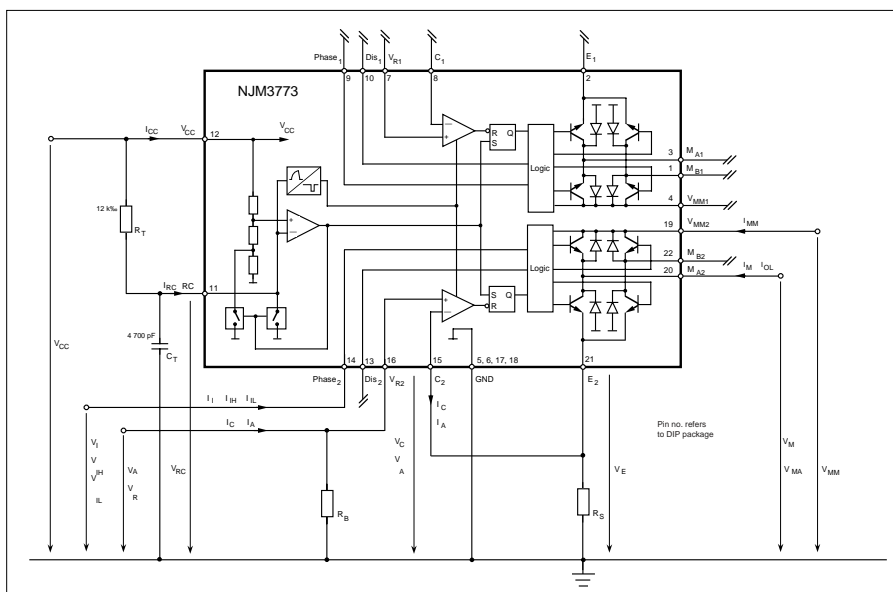 Phase1 Dis1 VR1 C1 E1
9 10 7 8 2
NJM3773
ICC VCC 12 VCC
R Q
S
Logic
3 MA1
1 MB1
4 VMM1
12 k‰ RT
VMM2 IMM
19
22 MB2
20 MA2 IM IOL
Logic
S Q
R
IRC RC 11
4 700 pF
CT
14 13 16 15 5, 6, 17, 18 21
Phase2 Dis2 VR2 C2 GND E2
VCC
II IIH IIL
IC IA
IC
IA
Pin no. refers
to DIP package
VI
V
IH
V
IL
VA
V
R
VRC
VC
V
A
VE
VM
VMA
VMM
RB
RS
+
−
+
−
+
−
+
−